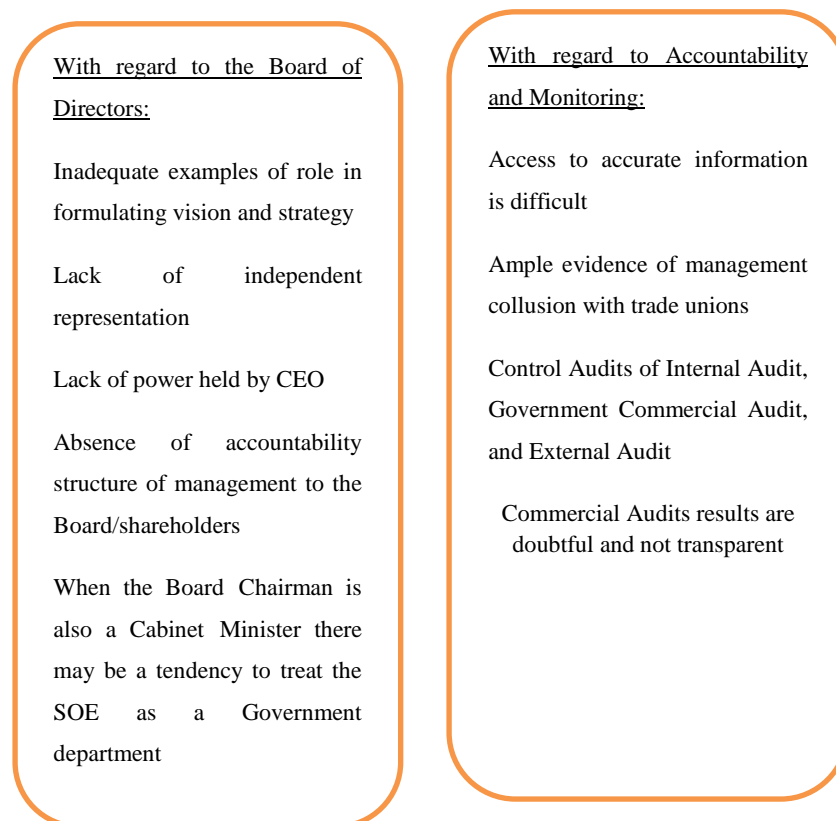 With regard to the Board of
Directors:
Inadequate examples of role in
formulating vision and strategy
Lack of independent
representation
Lack of power held by CEO
Absence of accountability
structure of management to the
Board/shareholders
When the Board Chairman is
also a Cabinet Minister there
may be a tendency to treat the
SOE as a Government
department
With regard to Accountability
and Monitoring:
Access to accurate information
is difficult
Ample evidence of management
collusion with trade unions
Control Audits of Internal Audit,
Government Commercial Audit,
and External Audit
Commercial Audits results are
doubtful and not transparent